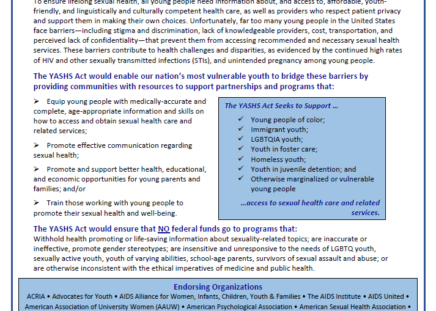 To ensure lifelong sexual health, all young people need information about, and access to, affordable, youth-
friendly, and linguistically and culturally competent health care, as well as providers who respect patient privacy
and support them in making their own choices. Unfortunately, far too many young people in the United States
face barriers—including stigma and discrimination, lack of knowledgeable providers, cost, transportation, and
perceived lack of confidentiality—that prevent them from accessing recommended and necessary sexual health
services. These barriers contribute to health challenges and disparities, as evidenced by the continued high rates
of HIV and other sexually transmitted infections (STIs), and unintended pregnancy among young people.
The YASHS Act would enable our nation's most vulnerable youth to bridge these barriers by
providing communities with resources to support partnerships and programs that:
➢ Equip young people with medically-accurate and
complete, age-appropriate information and skills on
how to access and obtain sexual health care and
related services;
➢ Promote effective communication regarding
sexual health;
➢ Promote and support better health, educational,
and economic opportunities for young parents and
families; and/or
➢ Train those working with young people to
promote their sexual health and well-being.
The YASHS Act Seeks to Support ...
✓ Young people of color;
✓ Immigrant youth;
✓ LGBTQIA youth;
✓ Youth in foster care;
✓ Homeless youth;
✓ Youth in juvenile detention; and
✓ Otherwise marginalized or vulnerable
young people
...access to sexual health care and related
services.
The YASHS Act would ensure that NO federal funds go to programs that:
Withhold health promoting or life-saving information about sexuality-related topics; are inaccurate or
ineffective, promote gender stereotypes; are insensitive and unresponsive to the needs of LGBTQ youth,
sexually active youth, youth of varying abilities, school-age parents, survivors of sexual assault and abuse; or
are otherwise inconsistent with the ethical imperatives of medicine and public health.
Endorsing Organizations
ACRIA • Advocates for Youth • AIDS Alliance for Women, Infants, Children, Youth & Families • The AIDS Institute • AIDS United •
American Association of University Women (AAUW) • American Psychological Association • American Sexual Health Association •